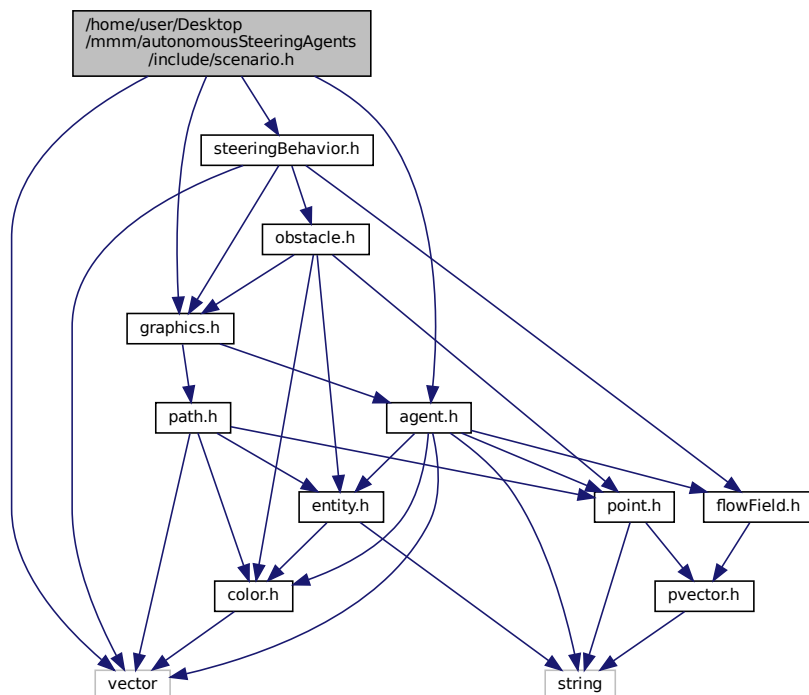 /home/user/Desktop
/mmm/autonomousSteeringAgents
/include/scenario.h
steeringBehavior.h
obstacle.h
graphics.h
path.h
agent.h
entity.h
point.h
flowField.h
color.h
pvector.h
vector
string